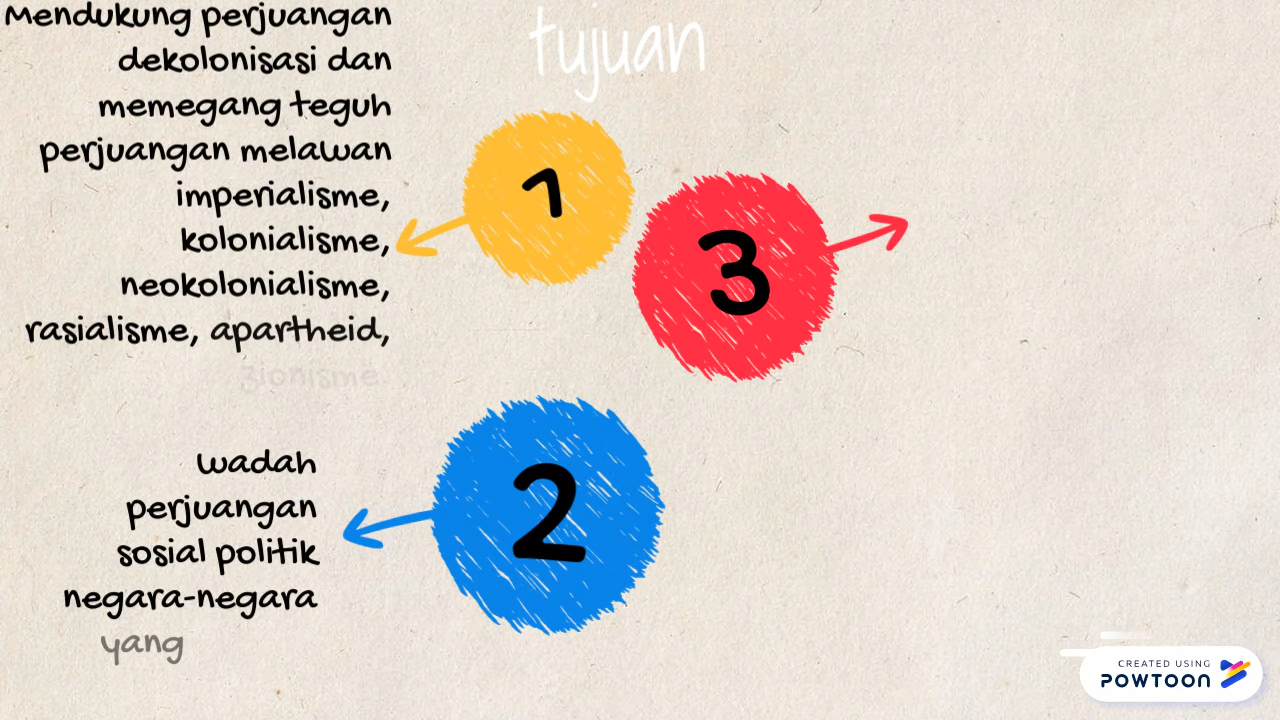 tujuan
Mendukung perjuangan
dekolonisasi dan
memegang teguh
perjuangan melawan
imperialisme,
kolonialisme,
neokolonialisme,
rasialisme, apartheid,
zionisme.
1
3
2
wadah
perjuangan
sosial politik
negara-negara
yang
CREATED USING
POWTOON